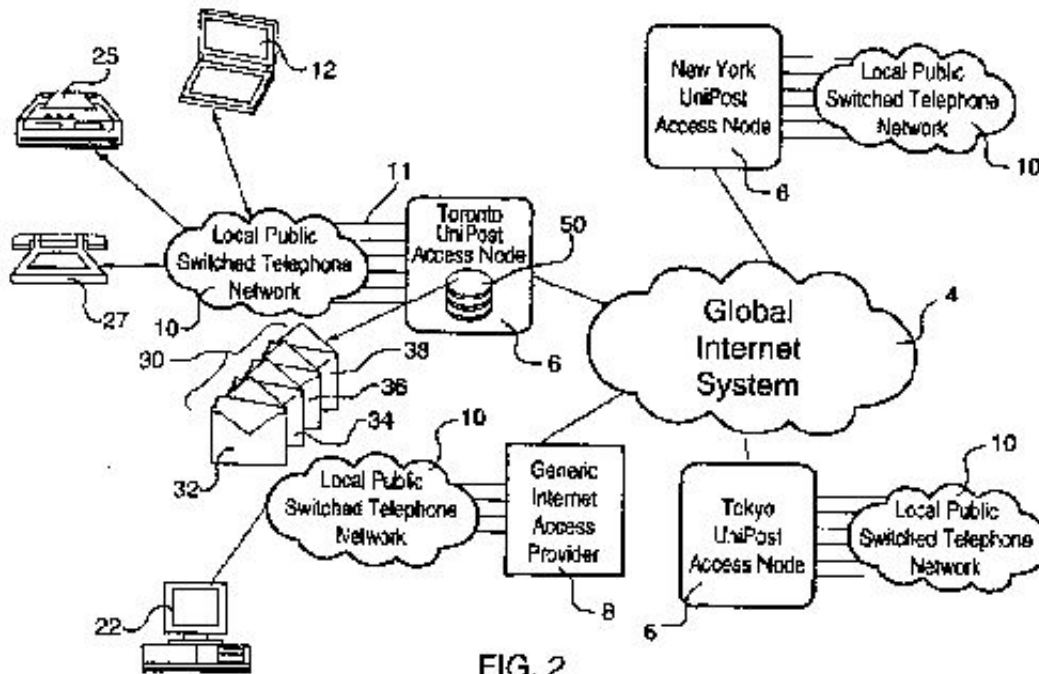 25
12
New York
UniPost
Access Node
6
Local Public
Switched Telephone
Network
10
11
Local Public
Switched Telephone
Network
10
27
Toronto
UniPost
Access Node
50
6
Global
Internet
System
4
30
38
36
34
32
10
Local Public
Switched Telephone
Network
Generic
Internet
Access
Provider
8
Tokyo
UniPost
Access Node
6
10
Local Public
Switched Telephone
Network
22
FIG. 2